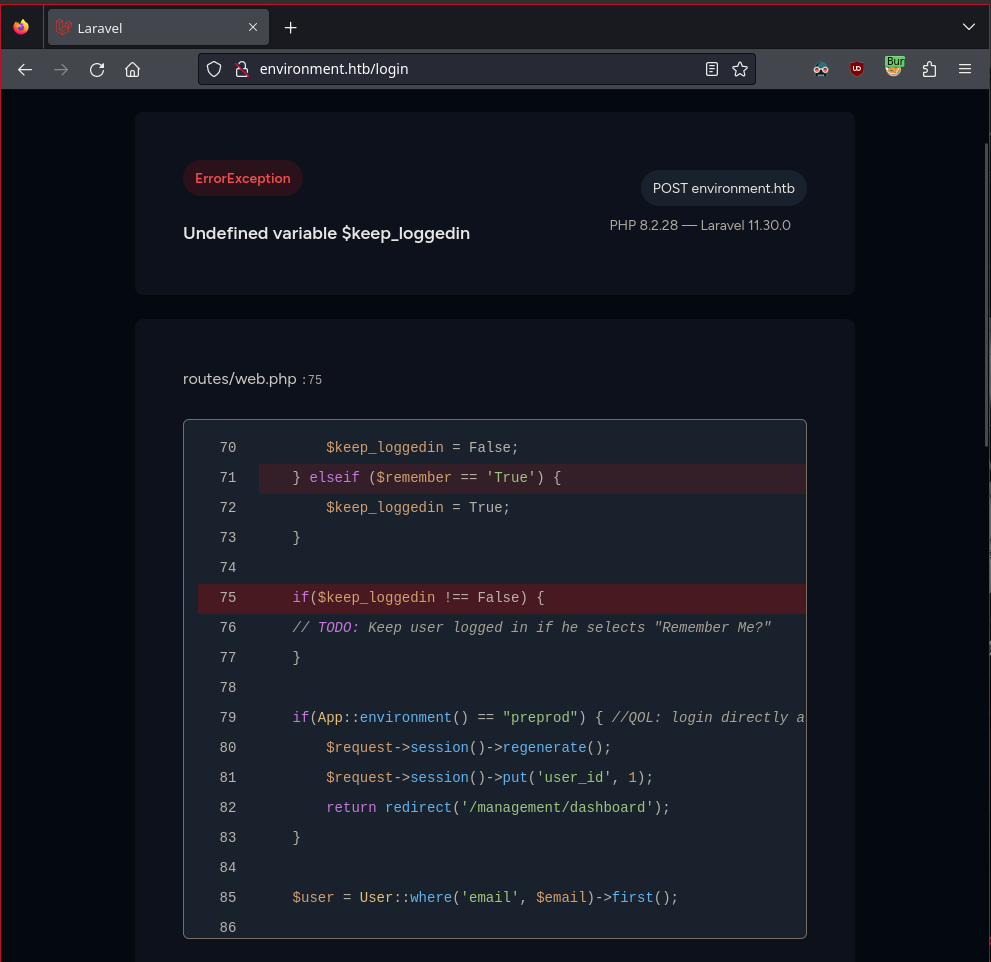 Laravel
environment.htb/login
Bur
ErrorException
POST environment.htb
Undefined variable $keep_loggedin
PHP 8.2.28 — Laravel 11.30.0
routes/web.php :75
70 $keep_loggedin = False;
71 } elseif ($remember == 'True') {
72 $keep_loggedin = True;
73 }
74
75 if($keep_loggedin !== False) {
76 // TODO: Keep user logged in if he selects "Remember Me?"
77 }
78
79 if(App::environment() == "preprod") { //QOL: login directly a
80 $request->session()->regenerate();
81 $request->session()->put('user_id', 1);
82 return redirect('/management/dashboard');
83 }
84
85 $user = User::where('email', $email)->first();
86